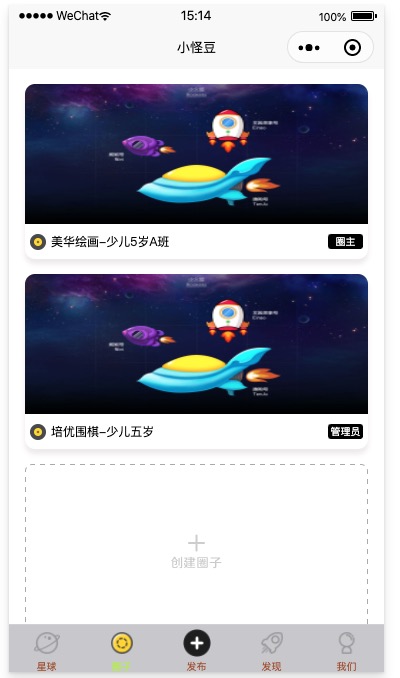 WeChat
15:14
100%
小怪豆
美华绘画-少儿5岁A班
圈主
培优围棋-少儿五岁
管理员
创建圈子
星球
圈子
发布
发现
我们